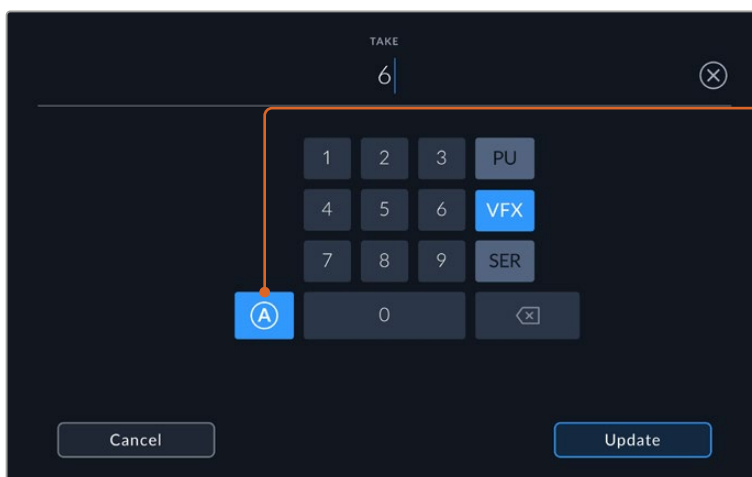 TAKE
6
1 2 3 PU
4 5 6 VFX
7 8 9 SER
A 0
Cancel Update